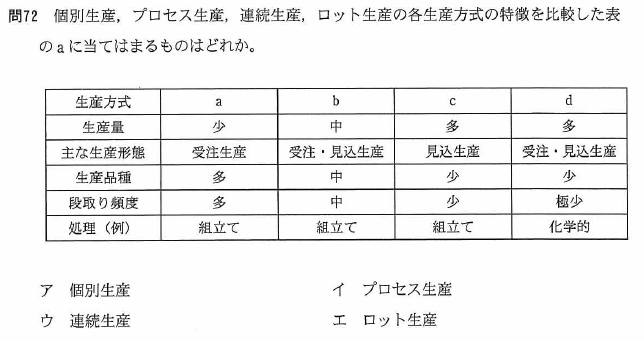 問72 個別生産，プロセス生産，連続生産，ロット生産の各生産方式の特徴を比較した表
のaに当てはまるものはどれか。
生産方式 a b c d
生産量 少 中 多 多
主な生産形態 受注生産 受注・見込生産 見込生産 受注・見込生産
生産品種 多 中 少 少
段取り頻度 多 中 少 極少
処理（例） 組立て 組立て 組立て 化学的
ア 個別生産 イ プロセス生産
ウ 連続生産 エ ロット生産